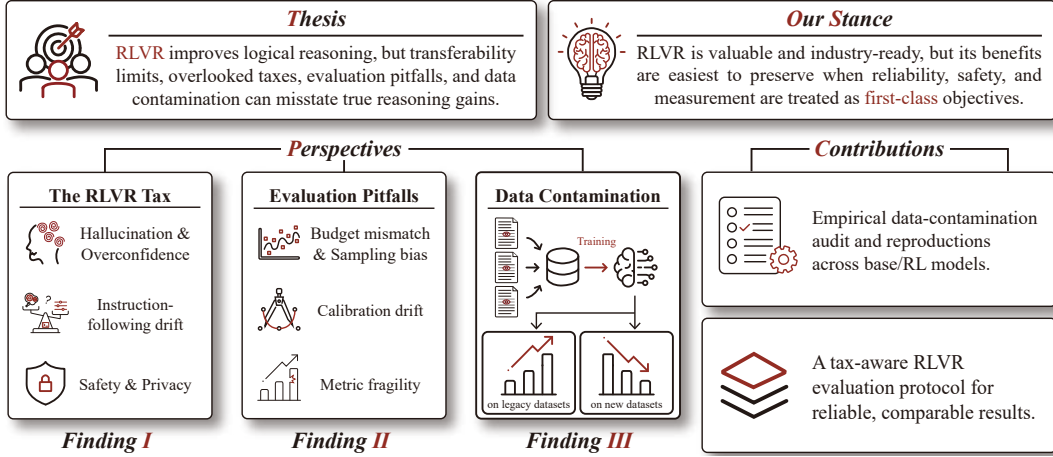 Thesis
RLVR improves logical reasoning, but transferability
limits, overlooked taxes, evaluation pitfalls, and data
contamination can misstate true reasoning gains.
Our Stance
RLVR is valuable and industry-ready, but its benefits
are easiest to preserve when reliability, safety, and
measurement are treated as first-class objectives.
Perspectives
The RLVR Tax
Hallucination &
Overconfidence
?
Instruction-
following drift
Safety & Privacy
Finding I
Evaluation Pitfalls
Budget mismatch
& Sampling bias
Calibration drift
Metric fragility
Finding II
Data Contamination
Training
on legacy datasets
on new datasets
Finding III
Contributions
Empirical data-contamination
audit and reproductions
across base/RL models.
A tax-aware RLVR
evaluation protocol for
reliable, comparable results.